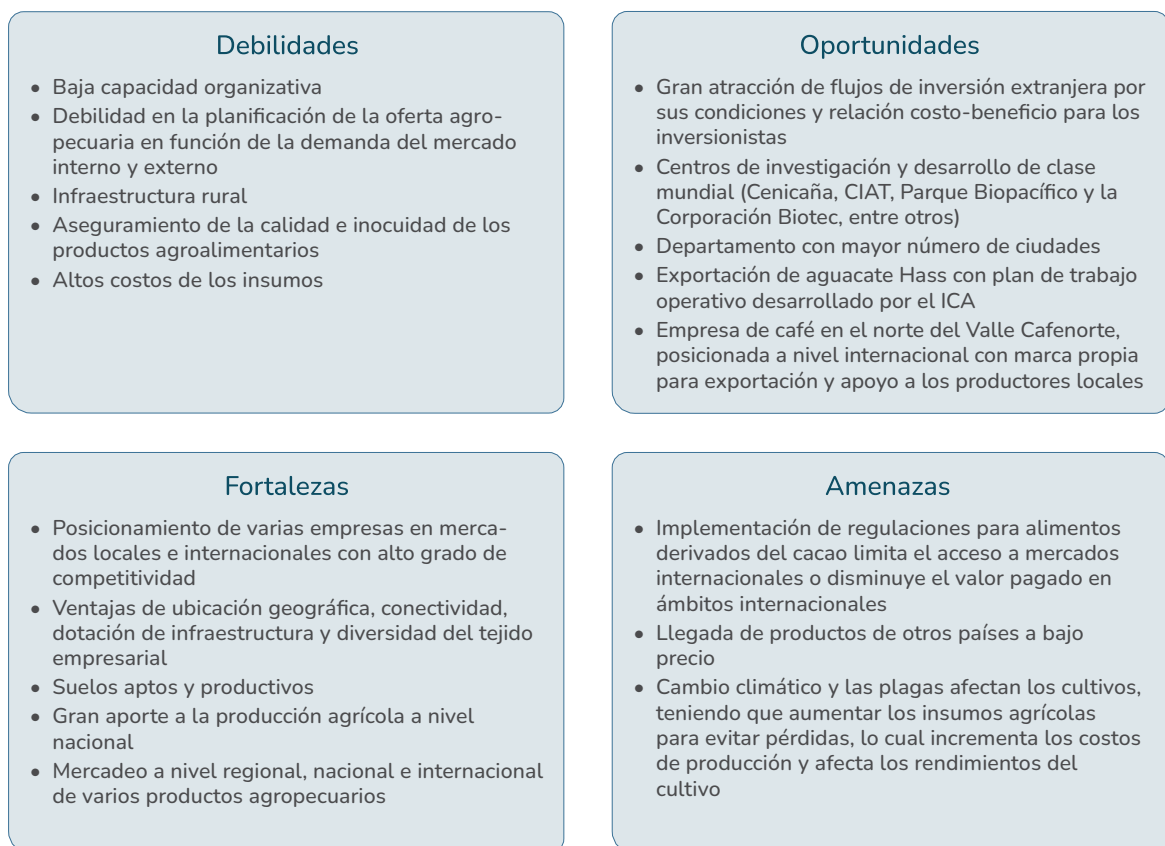 Debilidades
• Baja capacidad organizativa
• Debilidad en la planificación de la oferta agro-
pecuaria en función de la demanda del mercado
interno y externo
• Infraestructura rural
• Aseguramiento de la calidad e inocuidad de los
productos agroalimentarios
• Altos costos de los insumos
Oportunidades
• Gran atracción de flujos de inversión extranjera por
sus condiciones y relación costo-beneficio para los
inversionistas
• Centros de investigación y desarrollo de clase
mundial (Cenicaña, CIAT, Parque Biopacífico y la
Corporación Biotec, entre otros)
• Departamento con mayor número de ciudades
• Exportación de aguacate Hass con plan de trabajo
operativo desarrollado por el ICA
• Empresa de café en el norte del Valle Cafenorte,
posicionada a nivel internacional con marca propia
para exportación y apoyo a los productores locales
Fortalezas
• Posicionamiento de varias empresas en merca-
dos locales e internacionales con alto grado de
competitividad
• Ventajas de ubicación geográfica, conectividad,
dotación de infraestructura y diversidad del tejido
empresarial
• Suelos aptos y productivos
• Gran aporte a la producción agrícola a nivel
nacional
• Mercadeo a nivel regional, nacional e internacional
de varios productos agropecuarios
Amenazas
• Implementación de regulaciones para alimentos
derivados del cacao limita el acceso a mercados
internacionales o disminuye el valor pagado en
ámbitos internacionales
• Llegada de productos de otros países a bajo
precio
• Cambio climático y las plagas afectan los cultivos,
teniendo que aumentar los insumos agrícolas
para evitar pérdidas, lo cual incrementa los costos
de producción y afecta los rendimientos del
cultivo